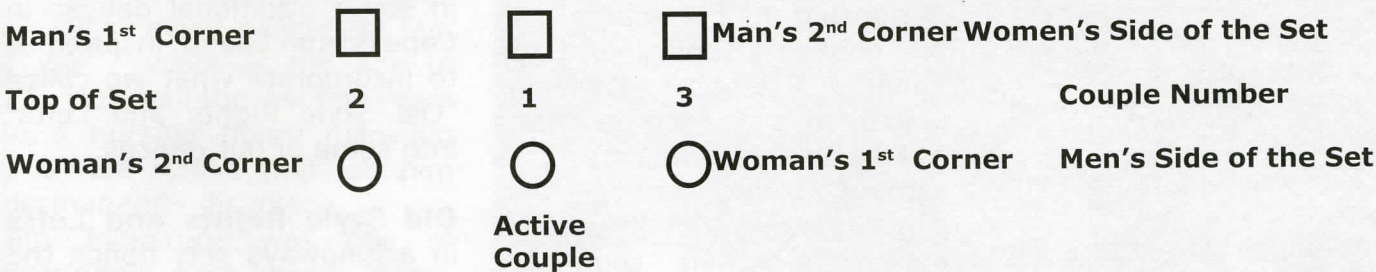 Man's 1st Corner Man's 2nd Corner Women's Side of the Set
Top of Set 2 1 3 Couple Number
Woman's 2nd Corner Woman's 1st Corner Men's Side of the Set
Active
Couple